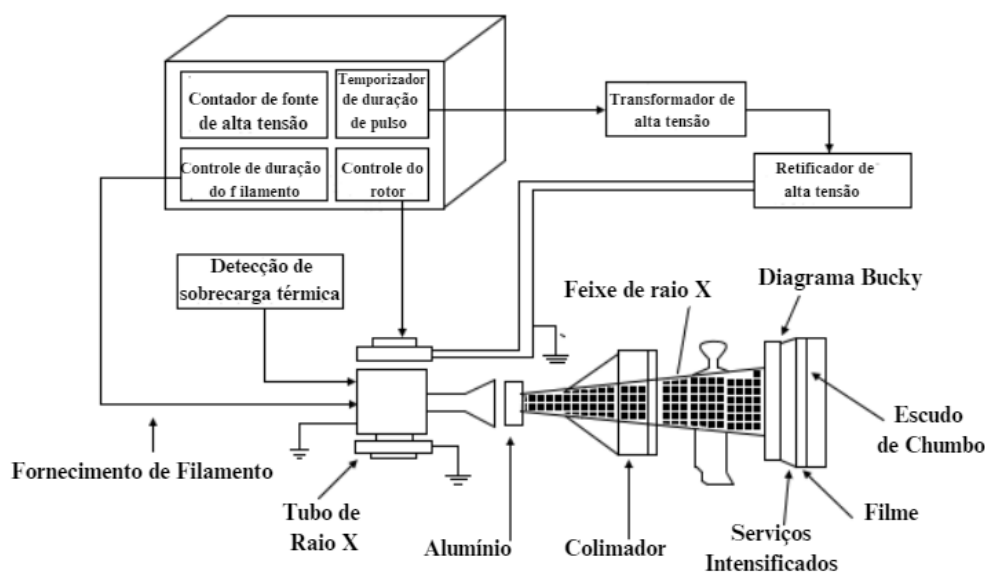 Contador de fonte
de alta tensão
Temporizador
de duração
de pulso
Transformador de
alta tensão
Controle de duração
do f ilamento
Controle do
rotor
Retificador de
alta tensão
Detecção de
sobrecarga térmica
Feixe de raio X
Diagrama Bucky
Escudo
de Chumbo
Fornecimento de Filamento
Tubo de
Raio X
Alumínio
Colimador
Serviços
Intensificados
Filme